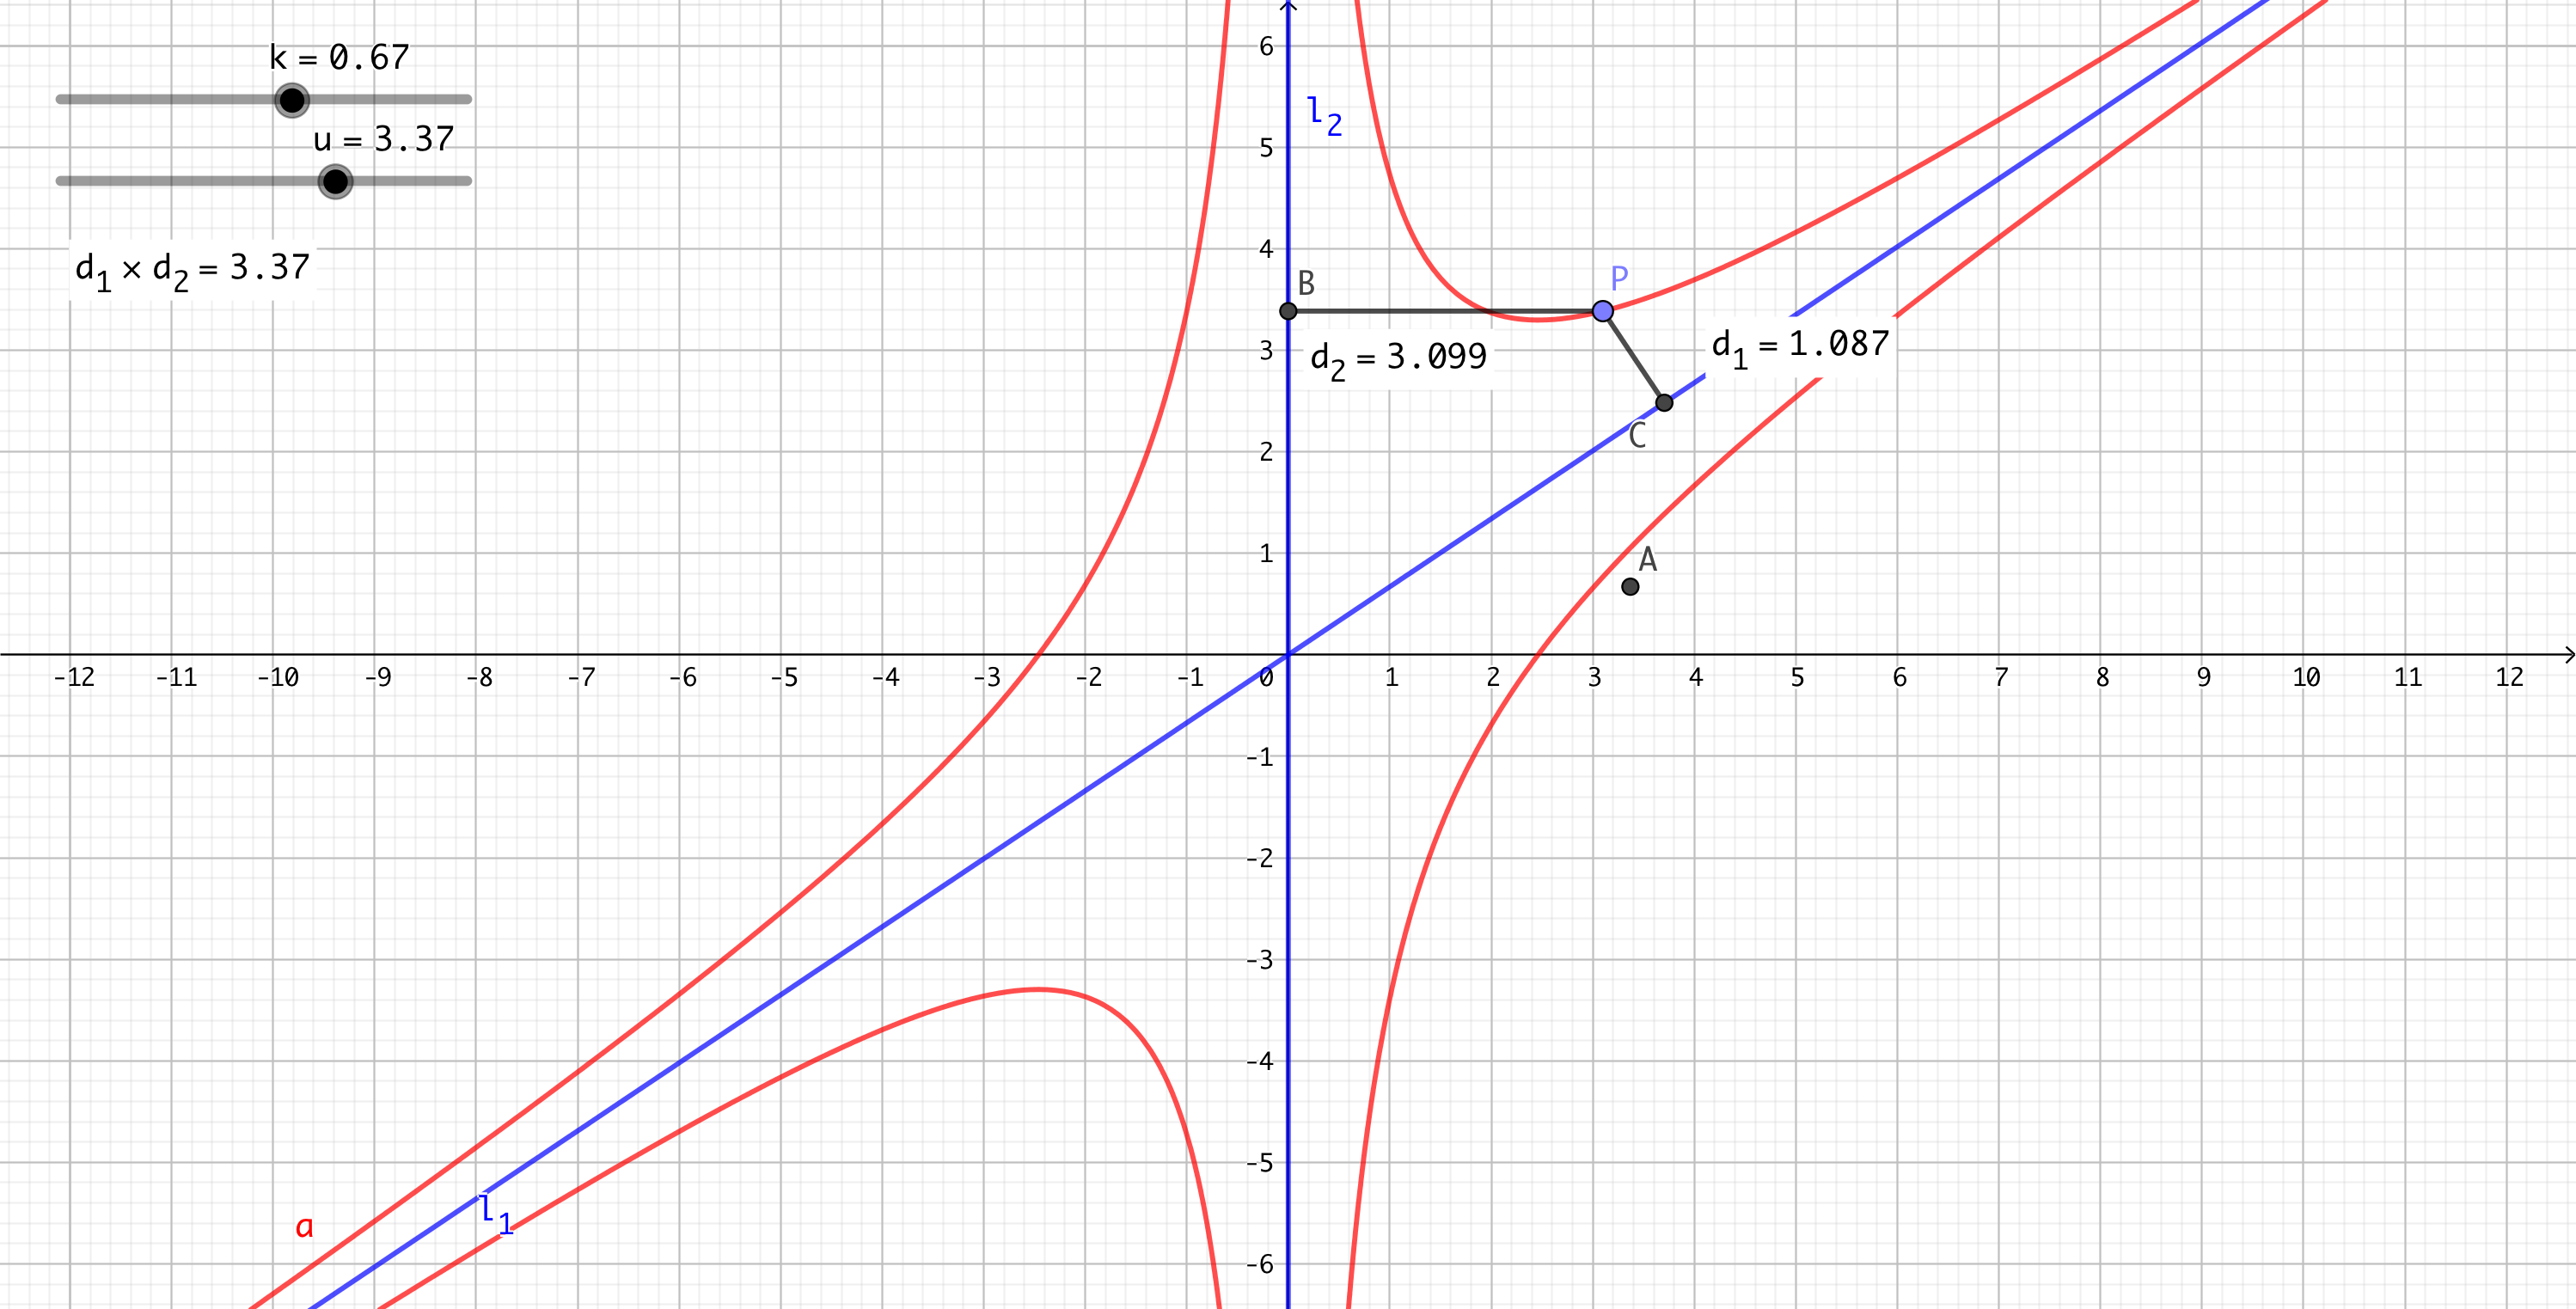 k = 0.67
u = 3.37
d₁ × d₂ = 3.37
6
l₂
5
4
B
P
3
d₂ = 3.099
d₁ = 1.087
C
2
1
A
-12 -11 -10 -9 -8 -7 -6 -5 -4 -3 -2 -1 0 1 2 3 4 5 6 7 8 9 10 11 12
-1
-2
-3
-4
-5
l₁
a
-6